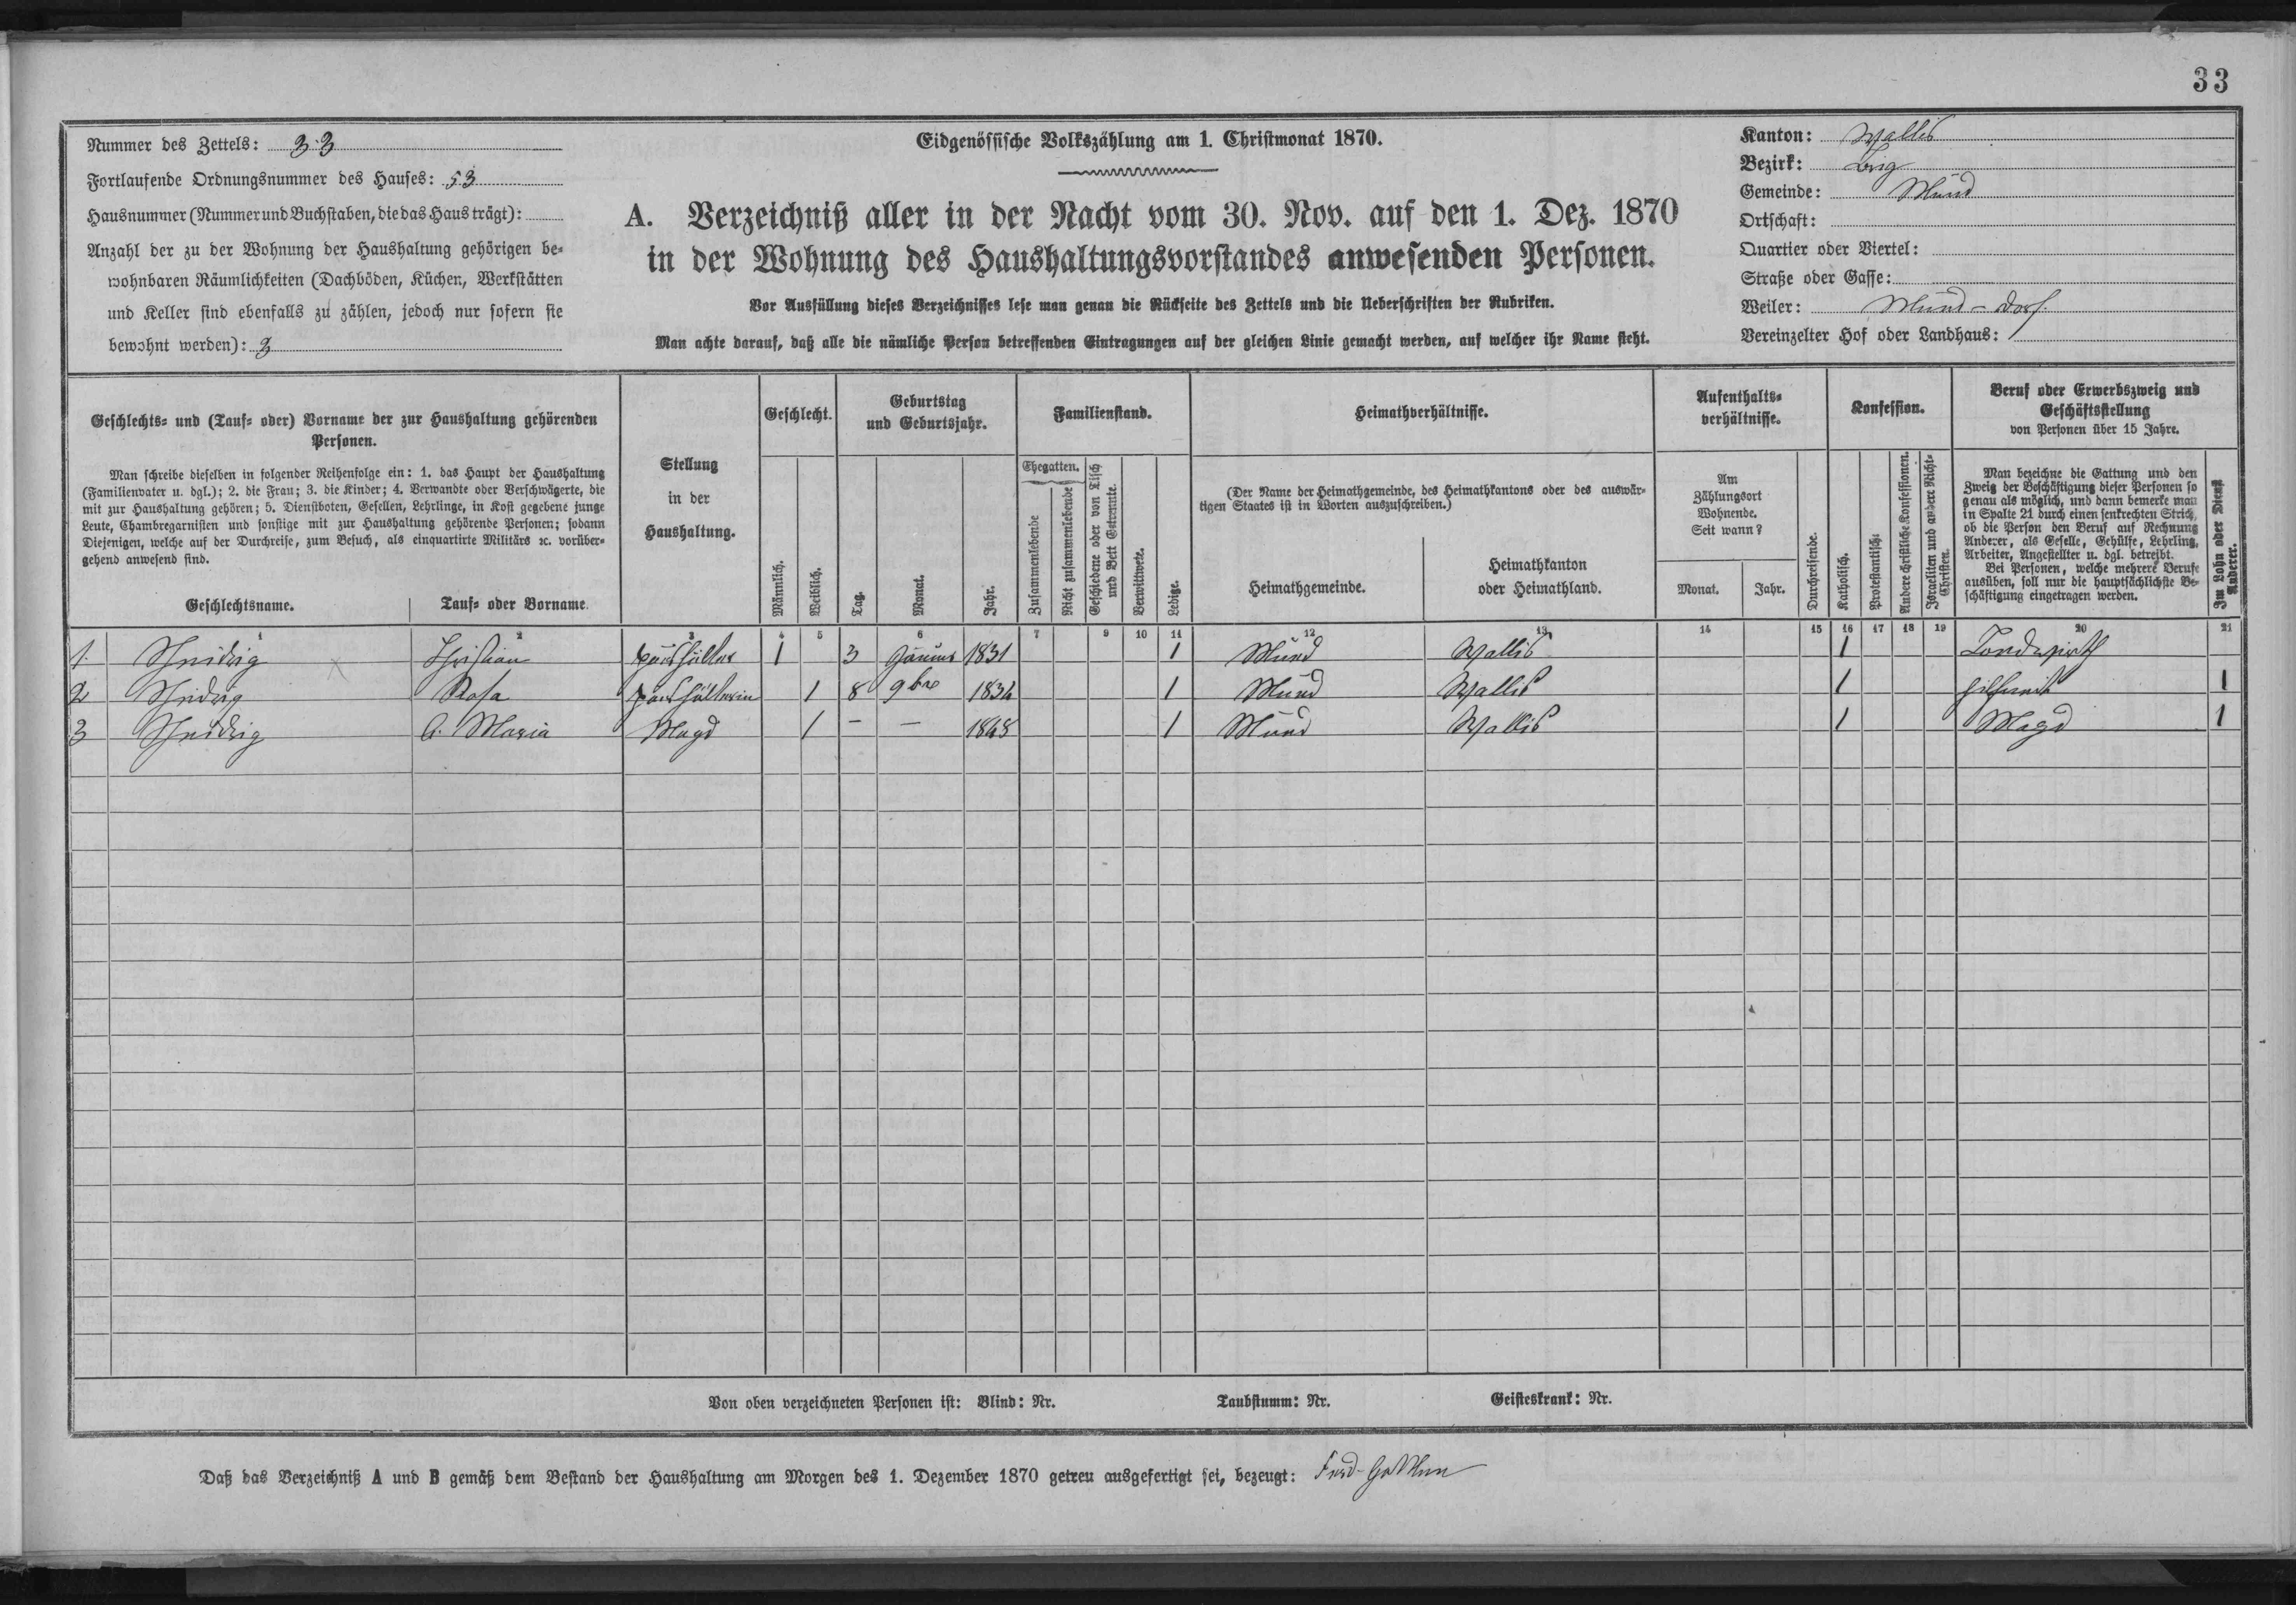 33
Nummer des Zettels: 33
Fortlaufende Ordnungsnummer des Hauses: 53
Hausnummer (Nummer und Buchstaben, die das Haus trägt):
Anzahl der zu der Wohnung der Haushaltung gehörigen be-
wohnbaren Räumlichkeiten (Dachböden, Küchen, Werkstätten
und Keller sind ebenfalls zu zählen, jedoch nur sofern sie
bewohnt werden): 3
Eidgenössische Volkszählung am 1. Christmonat 1870.
A. Verzeichniß aller in der Nacht vom 30. Nov. auf den 1. Dez. 1870
in der Wohnung des Haushaltungsvorstandes anwesenden Personen.
Vor Ausfüllung dieses Verzeichnisses lese man genau die Rückseite des Zettels und die Ueberschriften der Rubriken.
Man achte darauf, daß alle die nämliche Person betreffenden Eintragungen auf der gleichen Linie gemacht werden, auf welcher ihr Name steht.
Kanton: Wallis
Bezirk: Brig
Gemeinde: Mund
Ortschaft:
Quartier oder Viertel:
Straße oder Gasse:
Weiler: Mund-Dorf.
Vereinzelter Hof oder Landhaus:
Geschlechts- und (Tauf- oder) Vorname der zur Haushaltung gehörenden
Personen.
Man schreibe dieselben in folgender Reihenfolge ein: 1. das Haupt der Haushaltung
(Familienvater u. dgl.); 2. die Frau; 3. die Kinder; 4. Verwandte oder Verschwägerte, die
mit zur Haushaltung gehören; 5. Dienstboten, Gesellen, Lehrlinge, in Kost gegebene junge
Leute, Chambregarnisten und sonstige mit zur Haushaltung gehörende Personen; sodann
Diejenigen, welche auf der Durchreise, zum Besuch, als einquartirte Militärs ꝛc. vorüber-
gehend anwesend sind.
Geschlechtsname. Tauf- oder Vorname.
Stellung
in der
Haushaltung.
Geschlecht.
Männlich. Weiblich.
Geburtstag
und Geburtsjahr.
Tag. Monat. Jahr.
Familienstand.
Ehegatten.
Zusammenlebende
Nicht zusammenlebende
Geschiedene oder von Tisch
und Bett Getrennte.
Verwittwete.
Ledige.
Heimathverhältnisse.
(Der Name der Heimathgemeinde, des Heimathkantons oder des auswär-
tigen Staates ist in Worten auszuschreiben.)
Heimathgemeinde.
Heimathkanton
oder Heimathland.
Aufenthalts-
verhältnisse.
Am
Zählungsort
Wohnende.
Seit wann?
Monat. Jahr.
Durchreisende.
Konfession.
Katholisch.
Protestantisch.
Andere christliche Konfessionen.
Israeliten und andere Nicht-
Christen.
Beruf oder Erwerbszweig und
Geschäftsstellung
von Personen über 15 Jahre.
Man bezeichne die Gattung und den
Zweig der Beschäftigung dieser Personen so
genau als möglich, und dann bemerke man
in Spalte 21 durch einen senkrechten Strich,
ob die Person den Beruf auf Rechnung
Anderer, als Geselle, Gehülfe, Lehrling,
Arbeiter, Angestellter u. dgl. betreibt.
Bei Personen, welche mehrere Berufe
ausüben, soll nur die hauptsächlichste Be-
schäftigung eingetragen werden.
Im Lohn oder Dienst
Anderer.
1 2 3 4 5 6 7 9 10 11 12 13 14 15 16 17 18 19 20 21
1. Schnidrig Christian Haushalter 1 3 Januar 1831 1 Mund Wallis 1 Landwirth
2 Schnidrig Rosa Haushälterin 1 8 9bre 1834 1 Mund Wallis 1 1
3 Schnidrig A. Maria Magd 1 – – 1848 1 Mund Wallis 1 Magd 1
Von oben verzeichneten Personen ist: Blind: Nr. Taubstumm: Nr. Geisteskrank: Nr.
Daß das Verzeichniß A und B gemäß dem Bestand der Haushaltung am Morgen des 1. Dezember 1870 getreu ausgefertigt sei, bezeugt: Ferd.